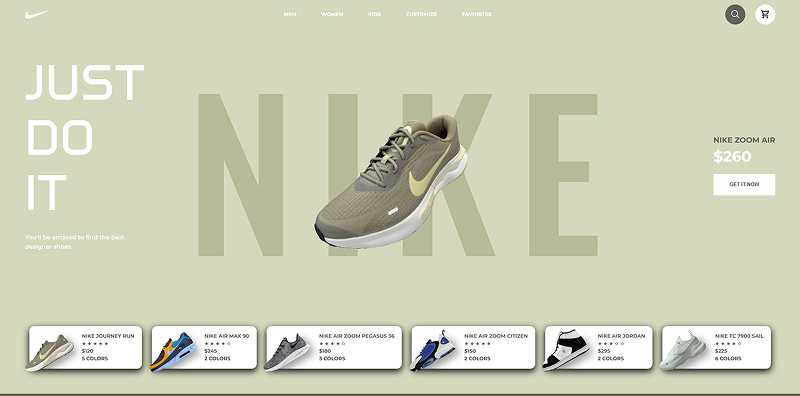 MEN
WOMEN
KIDS
CUSTOMIZE
FAVORITES
JUST
DO
IT
You'll be amazed to find the best
designer shoes.
NIKE
NIKE ZOOM AIR
$260
GET IT NOW
NIKE JOURNEY RUN
★★★★★
$120
5 COLORS
NIKE AIR MAX 90
★★★★☆
$245
2 COLORS
NIKE AIR ZOOM PEGASUS 36
★★★☆☆
$180
3 COLORS
NIKE AIR ZOOM CITIZEN
★★★★★
$150
2 COLORS
NIKE AIR JORDAN
★★★☆☆
$295
2 COLORS
NIKE TC 7900 SAIL
★★★★☆
$225
6 COLORS